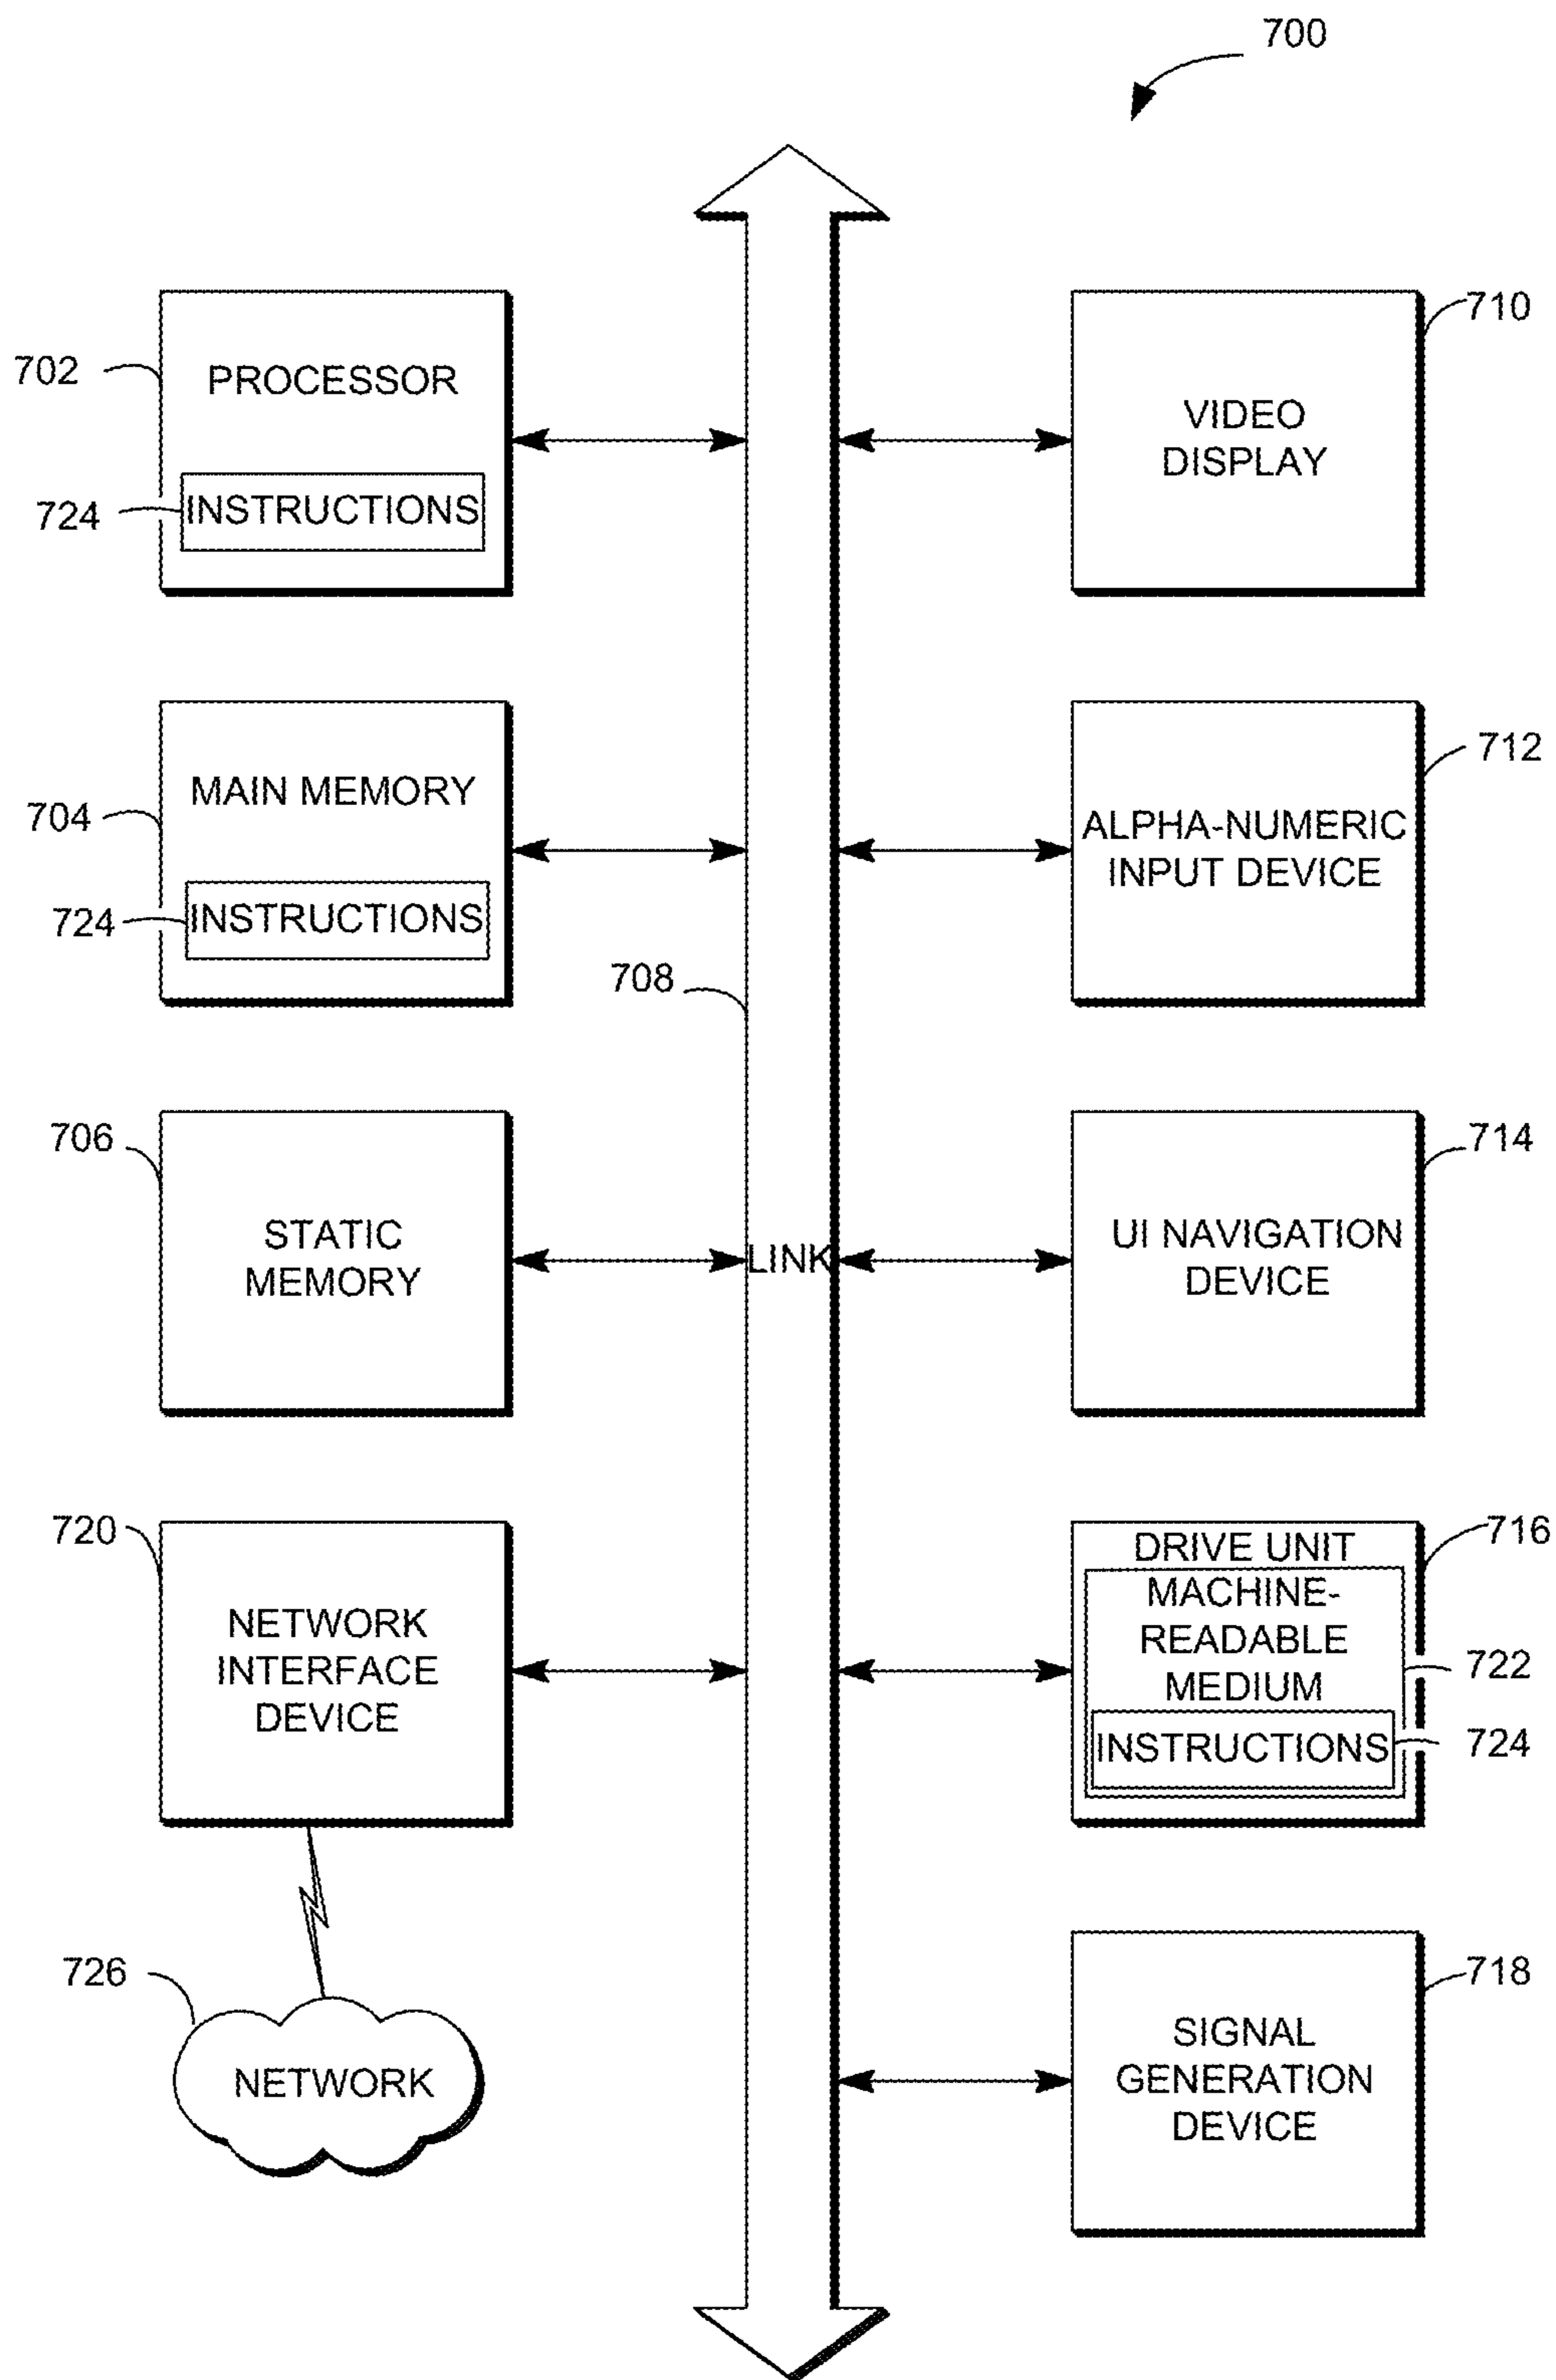 700
702
PROCESSOR
724
INSTRUCTIONS
710
VIDEO
DISPLAY
704
MAIN MEMORY
724
INSTRUCTIONS
712
ALPHA-NUMERIC
INPUT DEVICE
708
LINK
706
STATIC
MEMORY
714
UI NAVIGATION
DEVICE
720
NETWORK
INTERFACE
DEVICE
716
DRIVE UNIT
MACHINE-
READABLE
MEDIUM
722
INSTRUCTIONS
724
726
NETWORK
718
SIGNAL
GENERATION
DEVICE